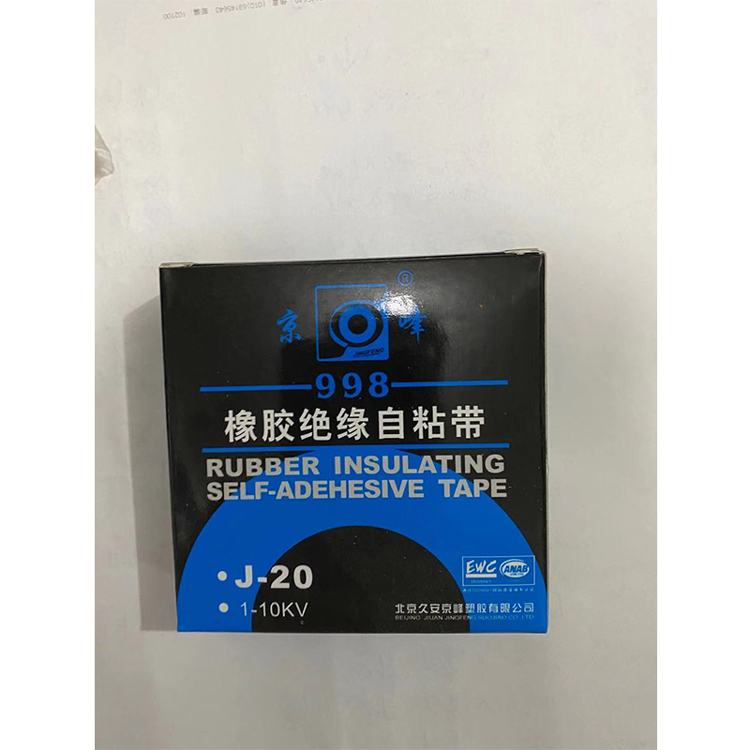 京 峰 ®
JINGFENG
998
橡胶绝缘自粘带
RUBBER INSULATING
SELF-ADEHESIVE TAPE
• J-20
• 1-10KV
EWC ANAB
北京久安京峰塑胶有限公司